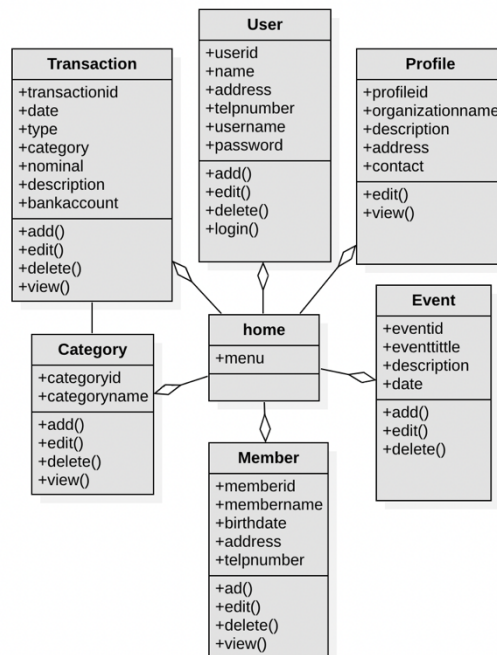 User
+userid
+name
+address
+telpnumber
+username
+password
+add()
+edit()
+delete()
+login()
Transaction
+transactionid
+date
+type
+category
+nominal
+description
+bankaccount
+add()
+edit()
+delete()
+view()
Profile
+profileid
+organizationname
+description
+address
+contact
+edit()
+view()
home
+menu
Event
+eventid
+eventtittle
+description
+date
+add()
+edit()
+delete()
Category
+categoryid
+categoryname
+add()
+edit()
+delete()
+view()
Member
+memberid
+membername
+birthdate
+address
+telpnumber
+ad()
+edit()
+delete()
+view()